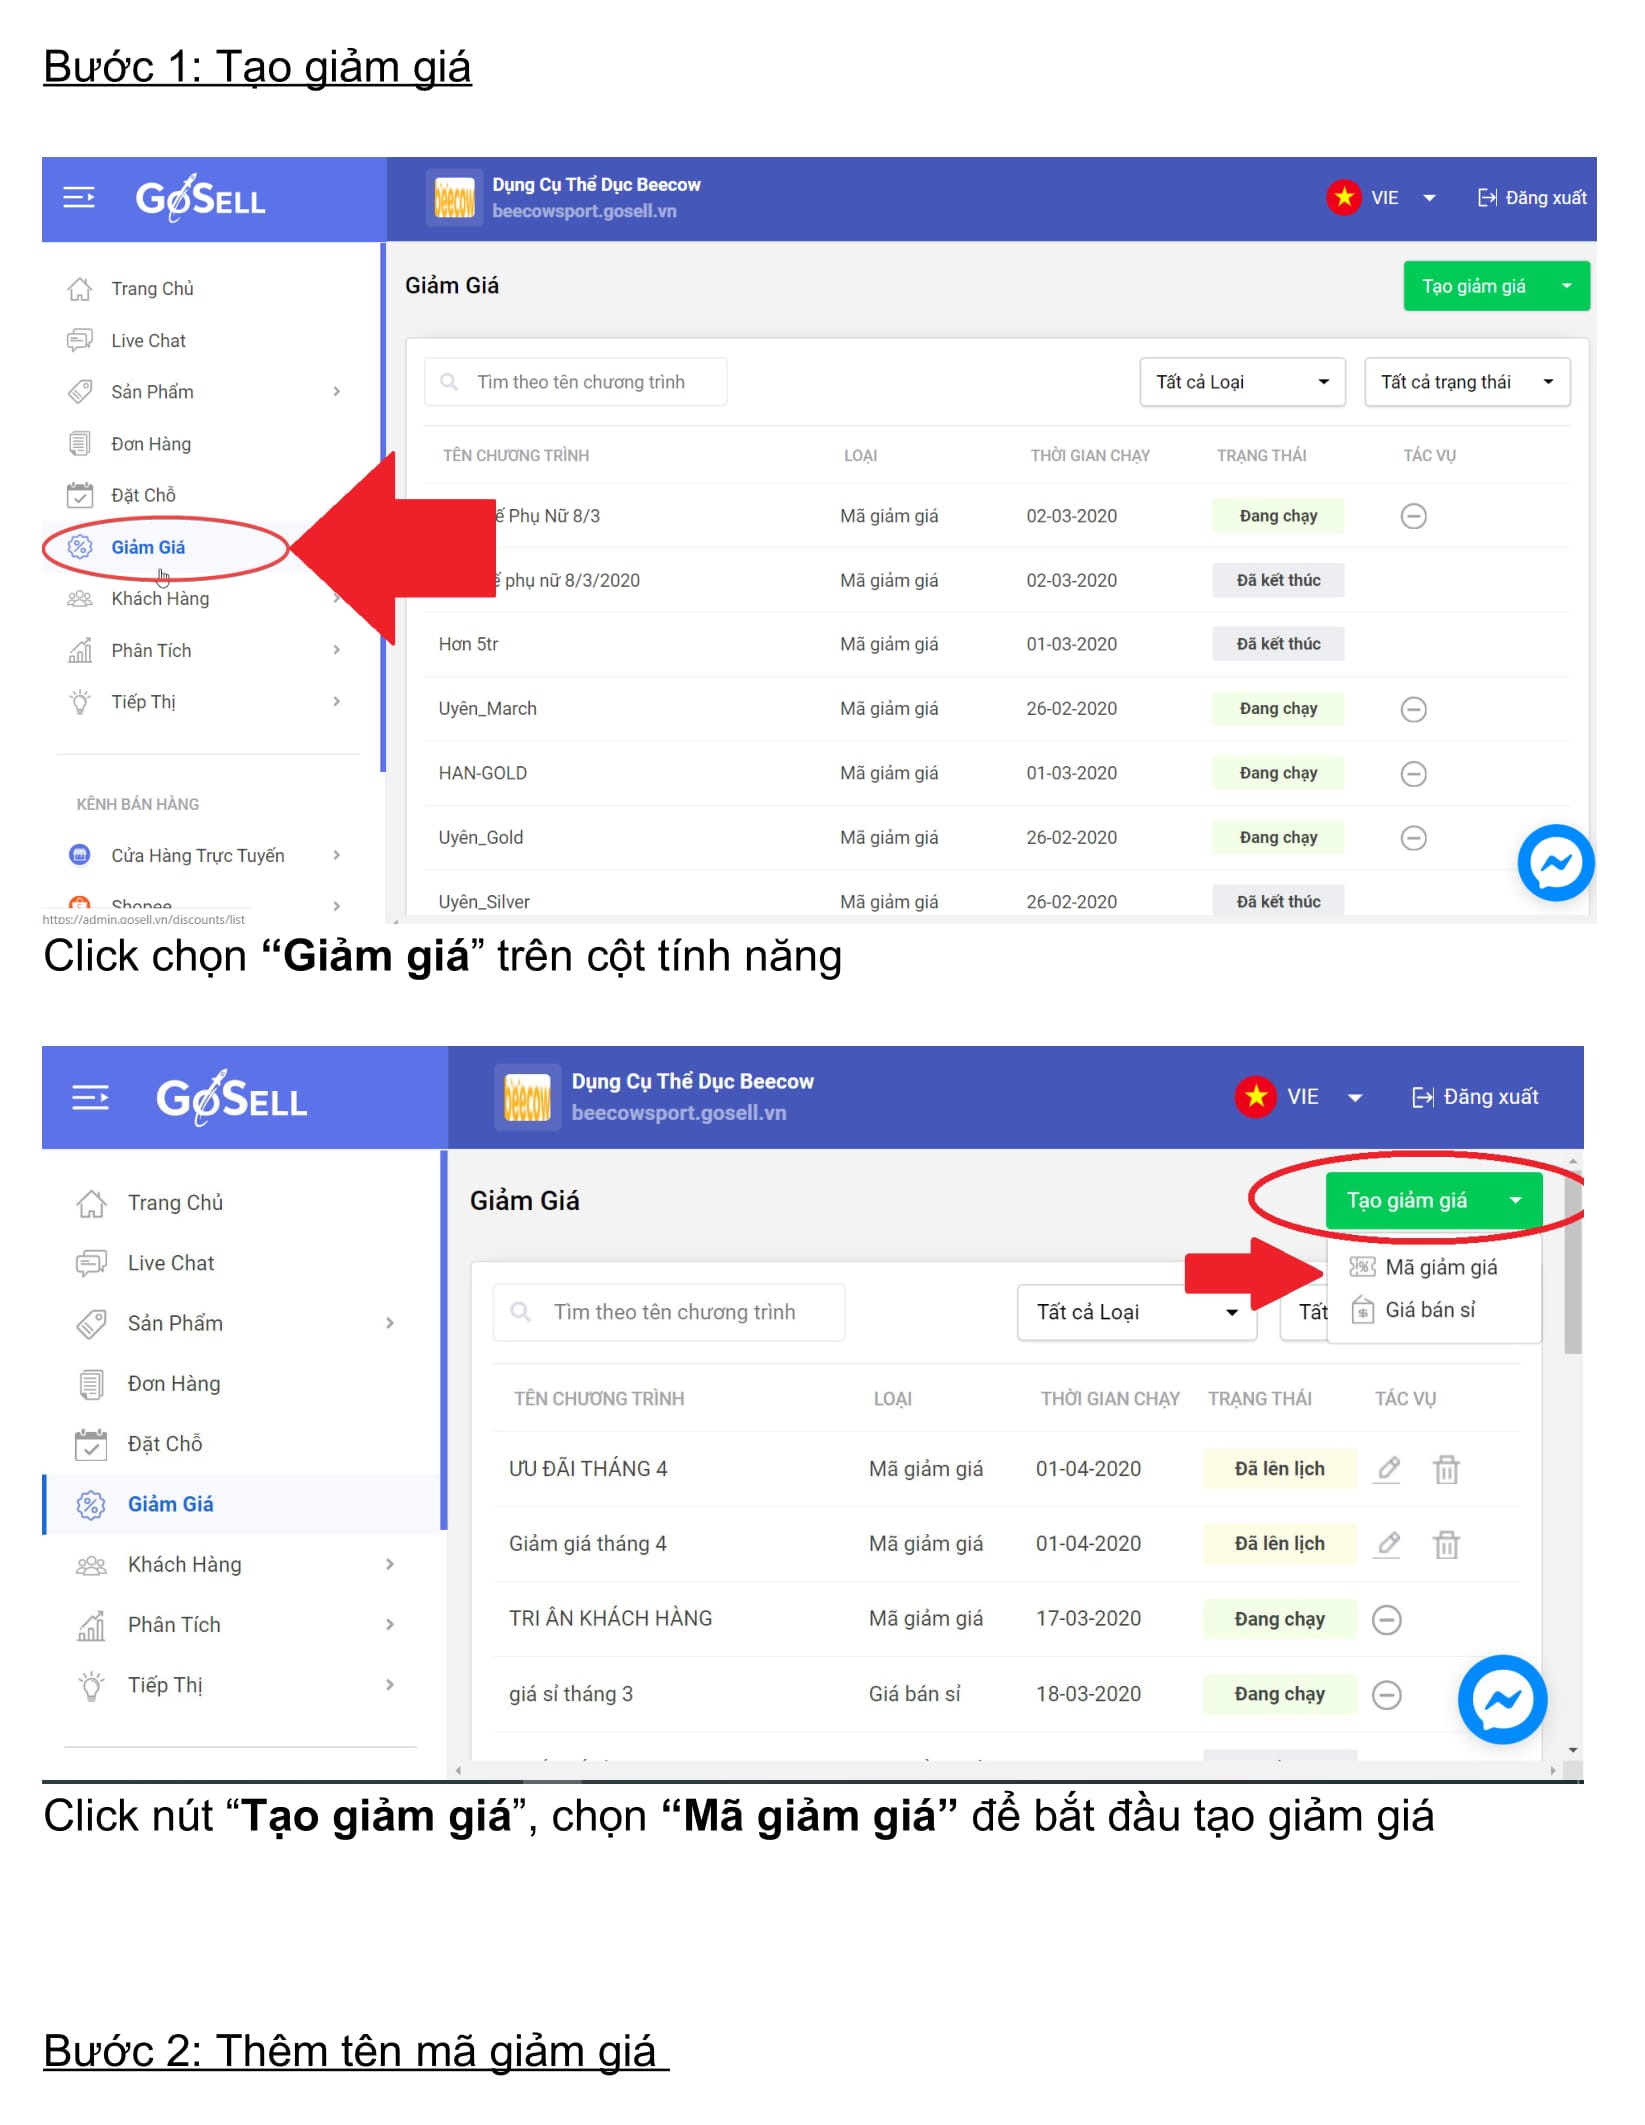 Bước 1: Tạo giảm giá
GoSELL
Dụng Cụ Thể Dục Beecow
beecowsport.gosell.vn
VIE
Đăng xuất
Trang Chủ
Live Chat
Sản Phẩm
Đơn Hàng
Đặt Chỗ
Giảm Giá
Khách Hàng
Phân Tích
Tiếp Thị
KÊNH BÁN HÀNG
Cửa Hàng Trực Tuyến
Shopee
https://admin.gosell.vn/discounts/list
Giảm Giá
Tạo giảm giá
Tìm theo tên chương trình
Tất cả Loại
Tất cả trạng thái
TÊN CHƯƠNG TRÌNH LOẠI THỜI GIAN CHẠY TRẠNG THÁI TÁC VỤ
Phụ Nữ 8/3 Mã giảm giá 02-03-2020 Đang chạy
phụ nữ 8/3/2020 Mã giảm giá 02-03-2020 Đã kết thúc
Hơn 5tr Mã giảm giá 01-03-2020 Đã kết thúc
Uyên_March Mã giảm giá 26-02-2020 Đang chạy
HAN-GOLD Mã giảm giá 01-03-2020 Đang chạy
Uyên_Gold Mã giảm giá 26-02-2020 Đang chạy
Uyên_Silver Mã giảm giá 26-02-2020 Đã kết thúc
Click chọn “Giảm giá” trên cột tính năng
GoSELL
beecow
Dụng Cụ Thể Dục Beecow
beecowsport.gosell.vn
VIE
Đăng xuất
Trang Chủ
Live Chat
Sản Phẩm
Đơn Hàng
Đặt Chỗ
Giảm Giá
Khách Hàng
Phân Tích
Tiếp Thị
Giảm Giá
Tạo giảm giá
Mã giảm giá
Giá bán sỉ
Tìm theo tên chương trình
Tất cả Loại
Tất
TÊN CHƯƠNG TRÌNH LOẠI THỜI GIAN CHẠY TRẠNG THÁI TÁC VỤ
ƯU ĐÃI THÁNG 4 Mã giảm giá 01-04-2020 Đã lên lịch
Giảm giá tháng 4 Mã giảm giá 01-04-2020 Đã lên lịch
TRI ÂN KHÁCH HÀNG Mã giảm giá 17-03-2020 Đang chạy
giá sỉ tháng 3 Giá bán sỉ 18-03-2020 Đang chạy
Click nút “Tạo giảm giá”, chọn “Mã giảm giá” để bắt đầu tạo giảm giá
Bước 2: Thêm tên mã giảm giá